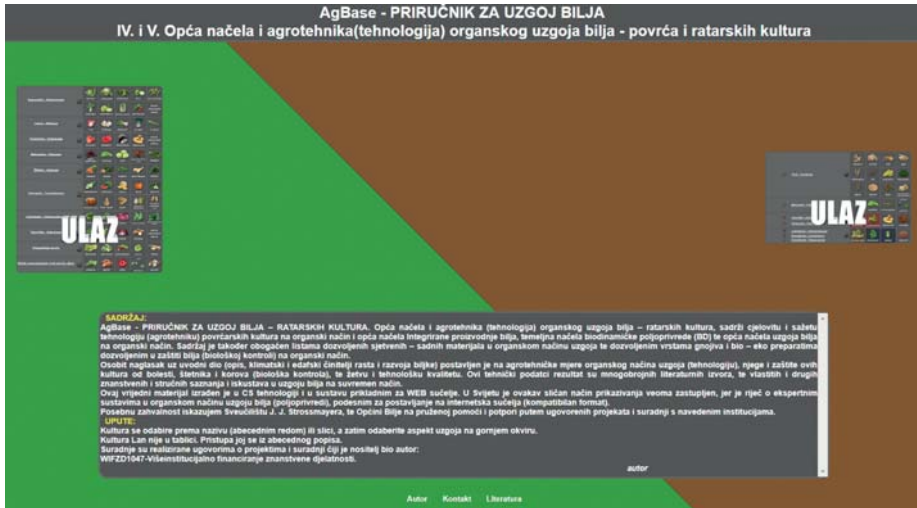 AgBase - PRIRUČNIK ZA UZGOJ BILJA
IV. i V. Opća načela i agrotehnika(tehnologija) organskog uzgoja bilja - povrća i ratarskih kultura
ULAZ
ULAZ
SADRŽAJ:
AgBase - PRIRUČNIK ZA UZGOJ BILJA – RATARSKIH KULTURA. Opća načela i agrotehnika (tehnologija) organskog uzgoja bilja – ratarskih kultura, sadrži cjelovitu i sažetu
tehnologiju (agrotehniku) povrćarskih kultura na organski način i opća načela Integrirane proizvodnje bilja, temeljna načela biodinamičke poljoprivrede (BD) te opća načela uzgoja bilja
na organski način. Sadržaj je također obogaćen listama dozvoljenih sjetvenih – sadnih materijala u organskom načinu uzgoja te dozvoljenim vrstama gnojiva i bio – eko preparatima
dozvoljenim u zaštiti bilja (biološkoj kontroli) na organski način.
Osobit naglasak uz uvodni dio (opis, klimatski i edafski činitelji rasta i razvoja biljke) postavljen je na agrotehničke mjere organskog načina uzgoja (tehnologiju), njege i zaštite ovih
kultura od bolesti, štetnika i korova (biološka kontrola), te žetvu i tehnološku kvalitetu. Ovi tehnički podatci rezultat su mnogobrojnih literaturnih izvora, te vlastitih i drugih
znanstvenih i stručnih saznanja i iskustava u uzgoju bilja na suvremen način.
Ovaj vrijedni materijal izrađen je u CS tehnologiji i u sustavu prikladnim za WEB sučelje. U Svijetu je ovakav sličan način prikazivanja veoma zastupljen, jer je riječ o ekspertnim
sustavima u organskom načinu uzgoju bilja (poljoprivredi), podesnim za postavljanje na internetska sučelja (kompatibilan format).
Posebnu zahvalnost iskazujem Sveučilištu J. J. Strossmayera, te Općini Bilje na pruženoj pomoći i potpori putem ugovorenih projekata i suradnji s navedenim institucijama.
UPUTE:
Kultura se odabire prema nazivu (abecednim redom) ili slici, a zatim odaberite aspekt uzgoja na gornjem okviru.
Kultura Lan nije u tablici. Pristupa joj se iz abecednog popisa.
Suradnje su realizirane ugovorima o projektima i suradnji čiji je nositelj bio autor:
WIFZD1047-Višeinstitucijalno financiranje znanstvene djelatnosti.
autor
Autor Kontakt Literatura